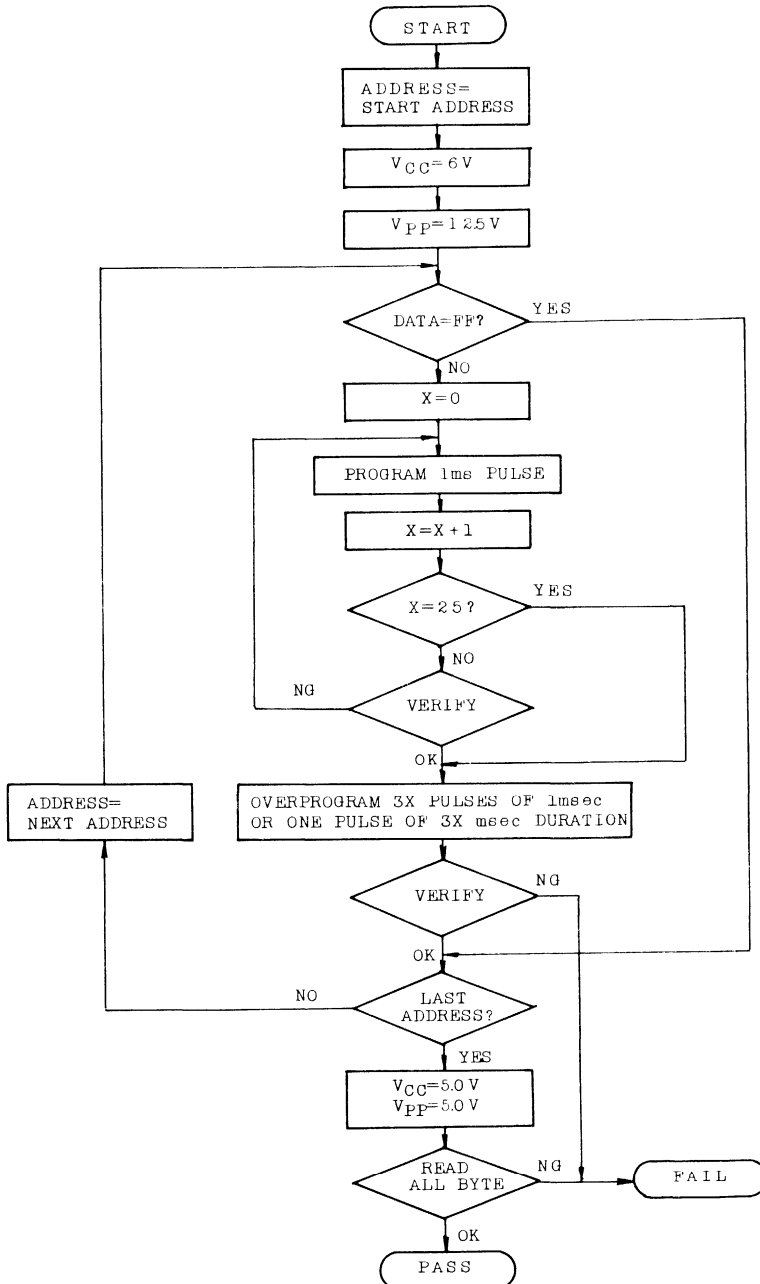 START
ADDRESS=
START ADDRESS
VCC=6V
VPP=12.5V
DATA=FF?
YES
NO
X=0
PROGRAM 1ms PULSE
X=X+1
X=25?
YES
NO
NG
VERIFY
OK
ADDRESS=
NEXT ADDRESS
OVERPROGRAM 3X PULSES OF 1msec
OR ONE PULSE OF 3X msec DURATION
VERIFY
NG
OK
NO
LAST
ADDRESS?
YES
VCC=5.0V
VPP=5.0V
READ
ALL BYTE
NG
FAIL
OK
PASS